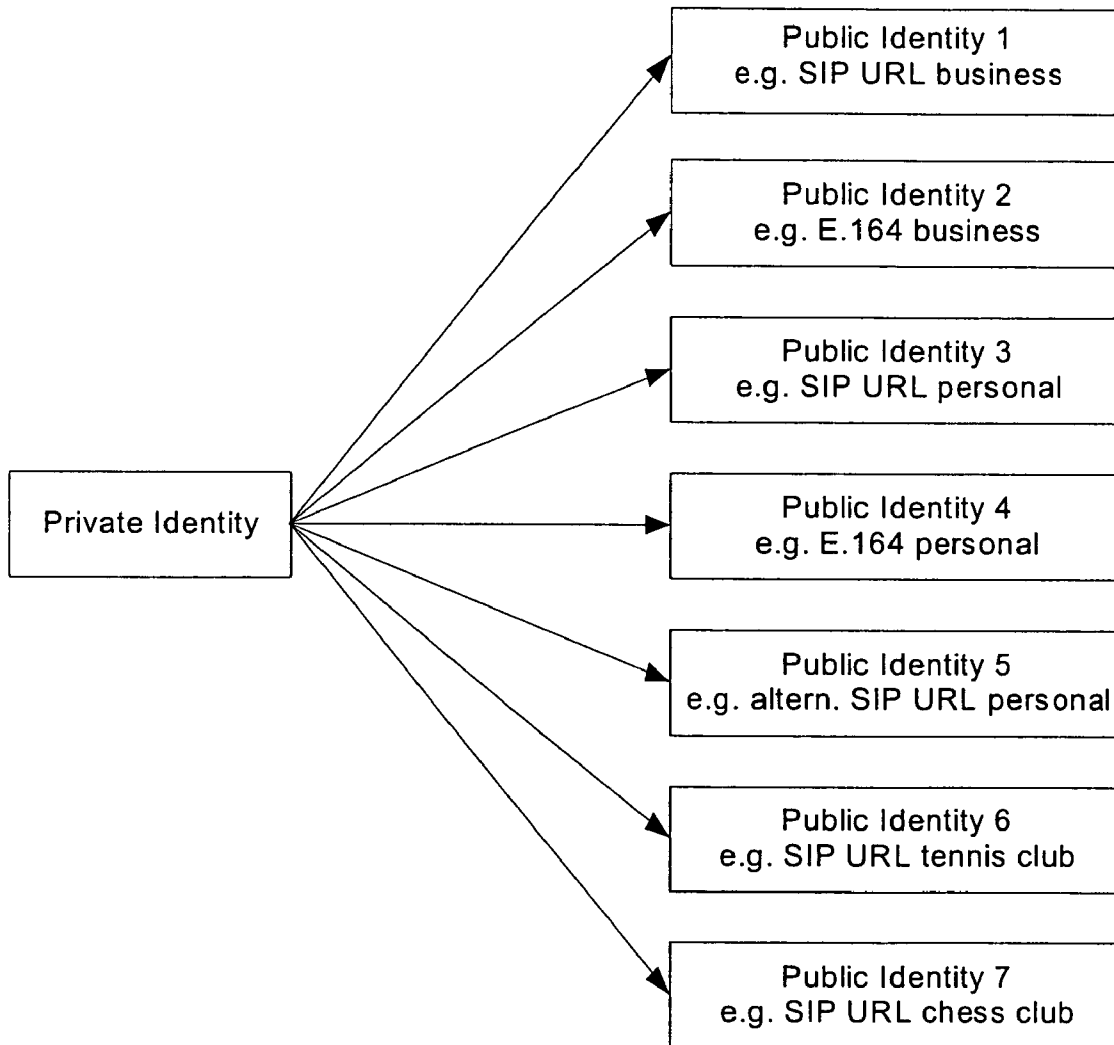 Public Identity 1
e.g. SIP URL business
Public Identity 2
e.g. E.164 business
Public Identity 3
e.g. SIP URL personal
Private Identity
Public Identity 4
e.g. E.164 personal
Public Identity 5
e.g. altern. SIP URL personal
Public Identity 6
e.g. SIP URL tennis club
Public Identity 7
e.g. SIP URL chess club